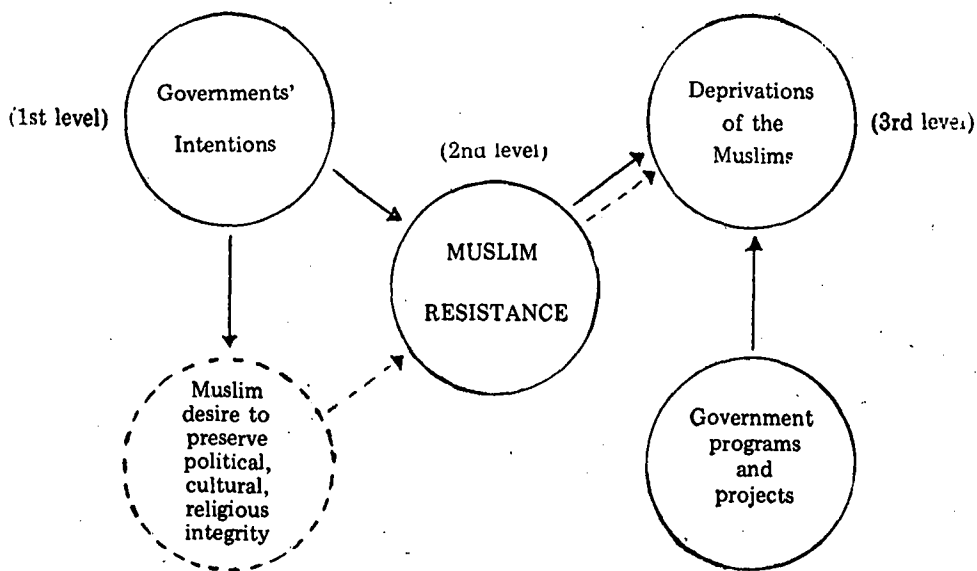 (1st level)
Governments'
Intentions
(2nd level)
Deprivations
of the
Muslims
(3rd level)
MUSLIM
RESISTANCE
Muslim
desire to
preserve
political,
cultural,
religious
integrity
Government
programs
and
projects